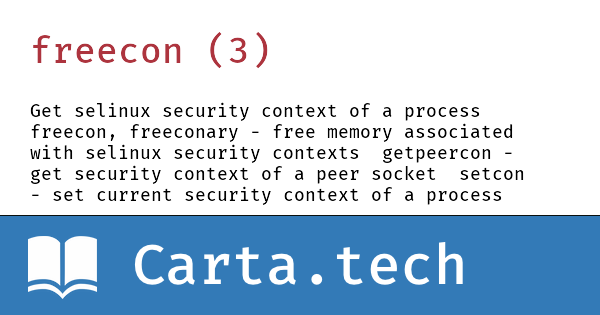 freecon (3)
Get selinux security context of a process
freecon, freeconary - free memory associated
with selinux security contexts  getpeercon -
get security context of a peer socket  setcon
- set current security context of a process
Carta.tech